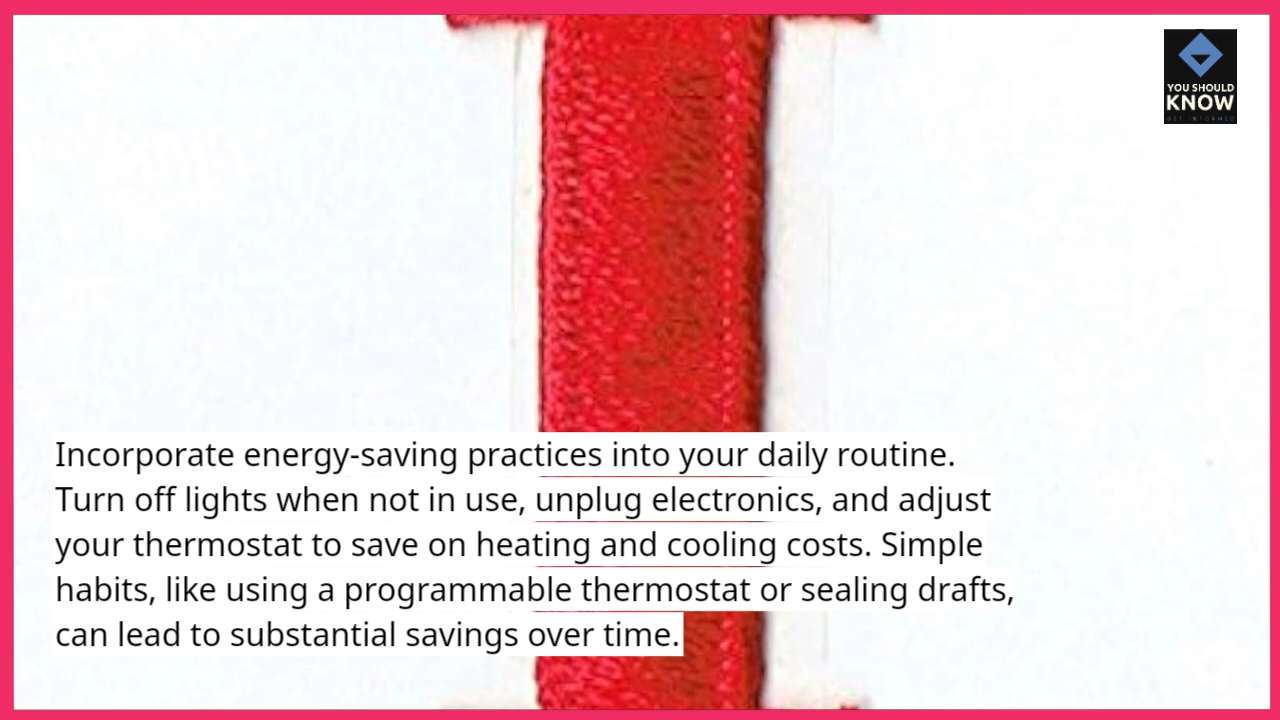 YOU SHOULD
KNOW
GET INFORMED
Incorporate energy-saving practices into your daily routine.
Turn off lights when not in use, unplug electronics, and adjust
your thermostat to save on heating and cooling costs. Simple
habits, like using a programmable thermostat or sealing drafts,
can lead to substantial savings over time.